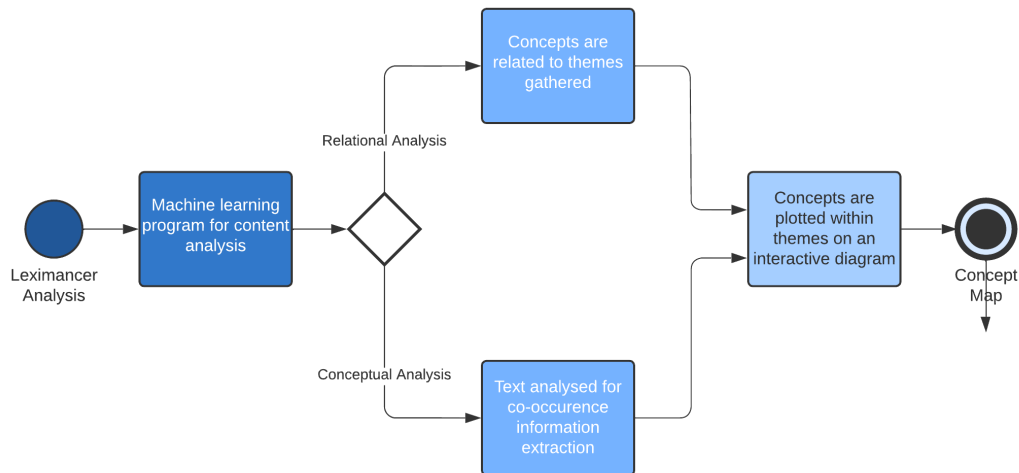 Concepts are
related to themes
gathered
Relational Analysis
Machine learning
program for content
analysis
Leximancer
Analysis
Concepts are
plotted within
themes on an
interactive diagram
Concept
Map
Conceptual Analysis
Text analysed for
co-occurence
information
extraction